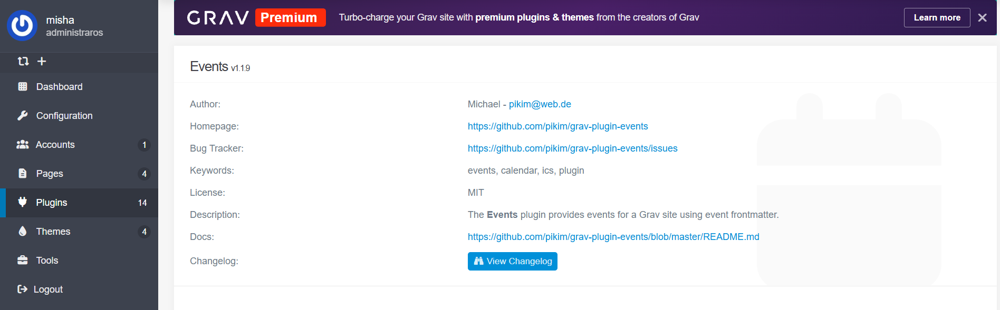 misha
administraros
Dashboard
Configuration
Accounts 1
Pages 4
Plugins 14
Themes 4
Tools
Logout
GRAV Premium Turbo-charge your Grav site with premium plugins & themes from the creators of Grav Learn more
Events v1.1.9
Author: Michael - pikim@web.de
Homepage: https://github.com/pikim/grav-plugin-events
Bug Tracker: https://github.com/pikim/grav-plugin-events/issues
Keywords: events, calendar, ics, plugin
License: MIT
Description: The Events plugin provides events for a Grav site using event frontmatter.
Docs: https://github.com/pikim/grav-plugin-events/blob/master/README.md
Changelog: View Changelog